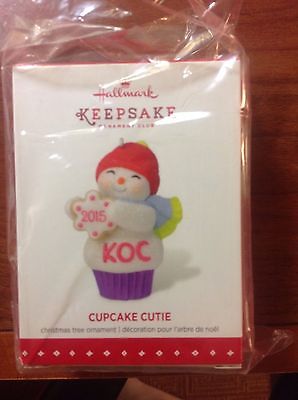 Hallmark
KEEPSAKE
ORNAMENT CLUB
2015
KOC
CUPCAKE CUTIE
christmas tree ornament | décoration pour l'arbre de noël